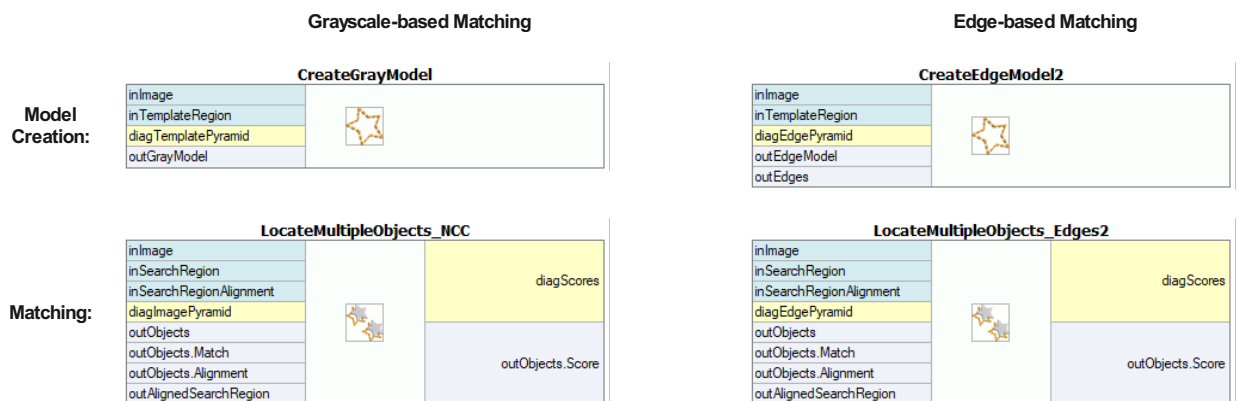 Grayscale-based Matching
Edge-based Matching
Model
Creation:
CreateGrayModel
inImage
inTemplateRegion
diagTemplatePyramid
outGrayModel
CreateEdgeModel2
inImage
inTemplateRegion
diagEdgePyramid
outEdgeModel
outEdges
Matching:
LocateMultipleObjects_NCC
inImage
inSearchRegion
inSearchRegionAlignment
diagImagePyramid
outObjects
outObjects.Match
outObjects.Alignment
outAlignedSearchRegion
diagScores
outObjects.Score
LocateMultipleObjects_Edges2
inImage
inSearchRegion
inSearchRegionAlignment
diagEdgePyramid
outObjects
outObjects.Match
outObjects.Alignment
outAlignedSearchRegion
diagScores
outObjects.Score